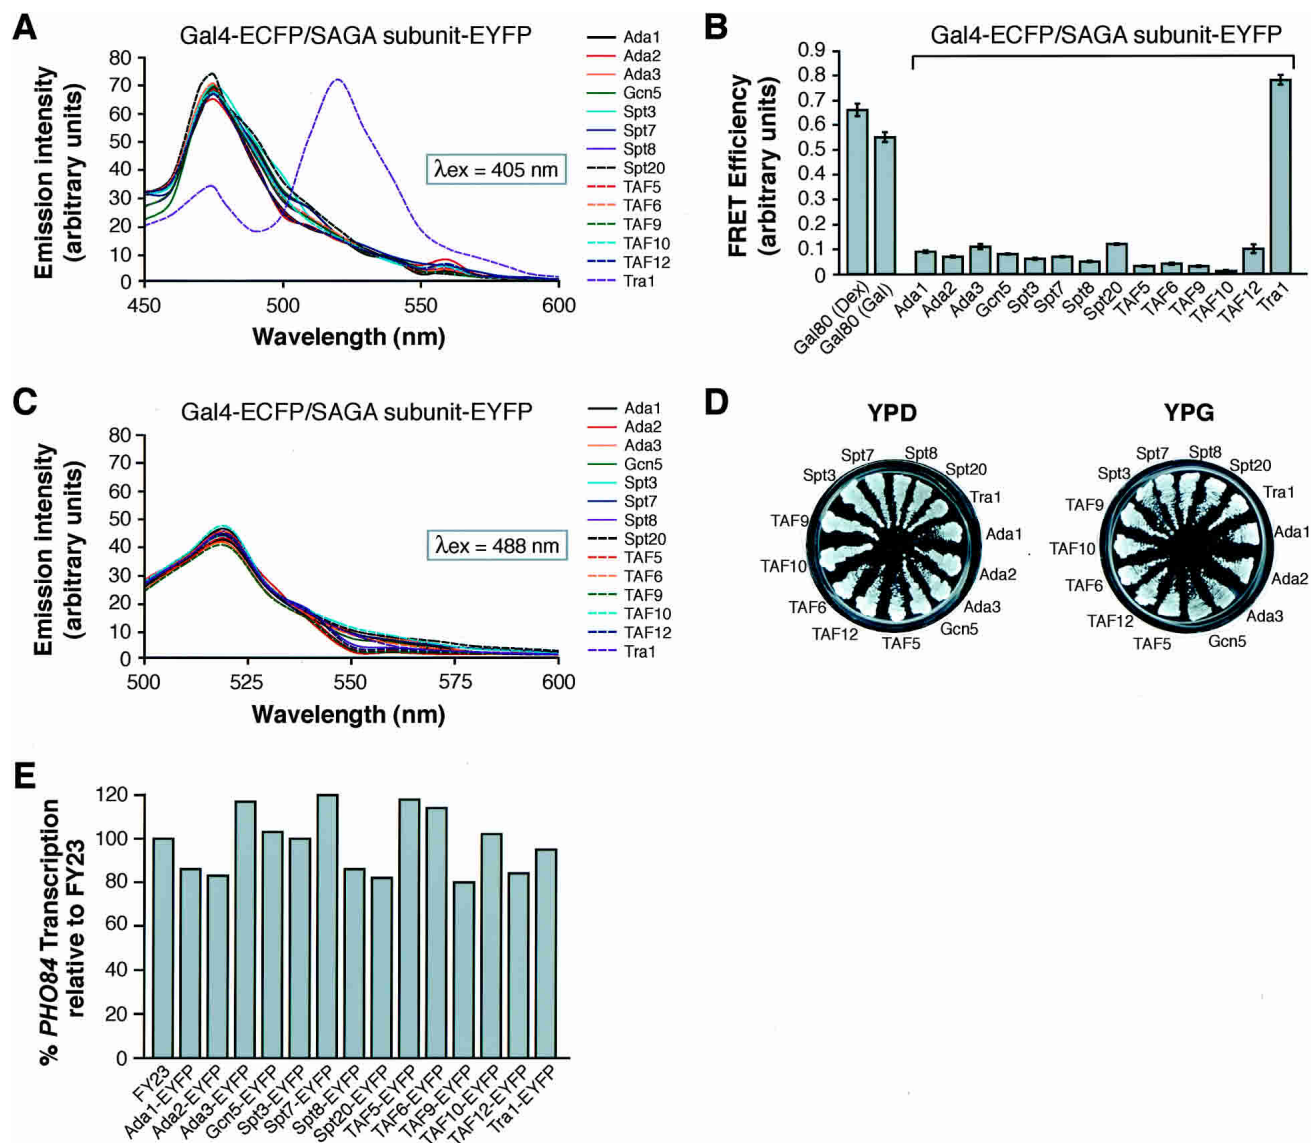 A
Gal4-ECFP/SAGA subunit-EYFP
Emission intensity
(arbitrary units)
80
70
60
50
40
30
20
10
0
450
500
550
600
Wavelength (nm)
λex = 405 nm
Ada1
Ada2
Ada3
Gcn5
Spt3
Spt7
Spt8
Spt20
TAF5
TAF6
TAF9
TAF10
TAF12
Tra1
B
Gal4-ECFP/SAGA subunit-EYFP
FRET Efficiency
(arbitrary units)
0.9
0.8
0.7
0.6
0.5
0.4
0.3
0.2
0.1
0
Gal80 (Dex)
Gal80 (Gal)
Ada1
Ada2
Ada3
Gcn5
Spt3
Spt7
Spt8
Spt20
TAF5
TAF6
TAF9
TAF10
TAF12
Tra1
C
Gal4-ECFP/SAGA subunit-EYFP
Emission intensity
(arbitrary units)
80
70
60
50
40
30
20
10
0
500
525
550
575
600
Wavelength (nm)
λex = 488 nm
Ada1
Ada2
Ada3
Gcn5
Spt3
Spt7
Spt8
Spt20
TAF5
TAF6
TAF9
TAF10
TAF12
Tra1
D
YPD
Spt7
Spt8
Spt3
Spt20
Tra1
TAF9
Ada1
TAF10
Ada2
TAF6
Ada3
TAF12
Gcn5
TAF5
YPG
Spt7
Spt8
Spt3
Spt20
Tra1
TAF9
Ada1
TAF10
Ada2
TAF6
Ada3
TAF12
Gcn5
TAF5
E
% PHO84 Transcription
relative to FY23
120
100
80
60
40
20
0
FY23
Ada1-EYFP
Ada2-EYFP
Ada3-EYFP
Gcn5-EYFP
Spt3-EYFP
Spt7-EYFP
Spt8-EYFP
Spt20-EYFP
TAF5-EYFP
TAF6-EYFP
TAF9-EYFP
TAF10-EYFP
TAF12-EYFP
Tra1-EYFP